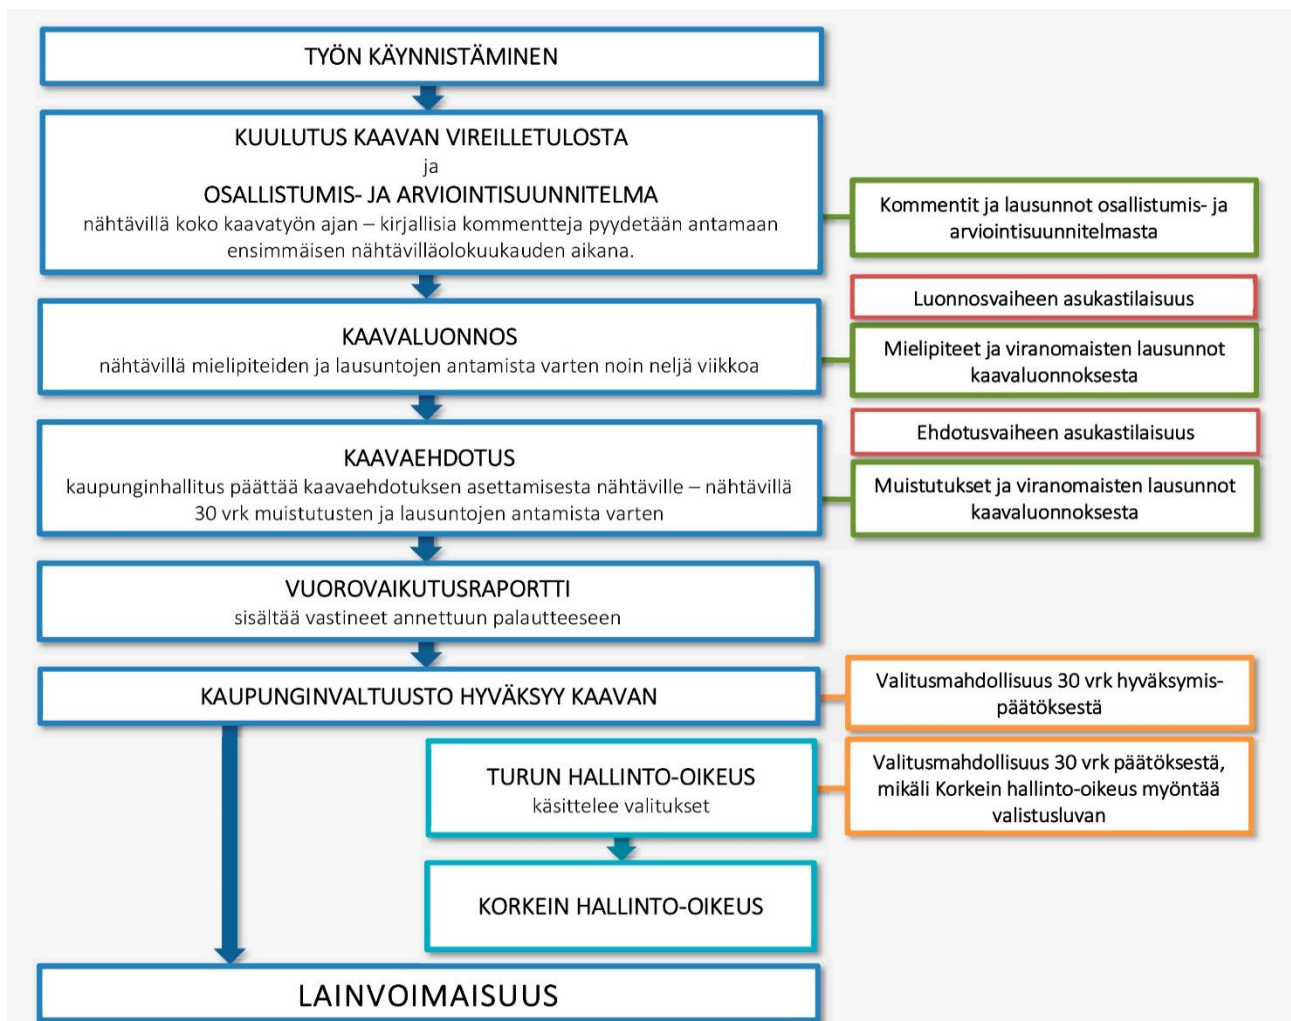 TYÖN KÄYNNISTÄMINEN
KUULUTUS KAAVAN VIREILLETULOSTA
ja
OSALLISTUMIS- JA ARVIOINTISUUNNITELMA
nähtävillä koko kaavatyön ajan – kirjallisia kommentteja pyydetään antamaan
ensimmäisen nähtävilläolokuukauden aikana.
Kommentit ja lausunnot osallistumis- ja
arviointisuunnitelmasta
Luonnosvaiheen asukastilaisuus
KAAVALUONNOS
nähtävillä mielipiteiden ja lausuntojen antamista varten noin neljä viikkoa
Mielipiteet ja viranomaisten lausunnot
kaavaluonnoksesta
Ehdotusvaiheen asukastilaisuus
KAAVAEHDOTUS
kaupunginhallitus päättää kaavaehdotuksen asettamisesta nähtäville – nähtävillä
30 vrk muistutusten ja lausuntojen antamista varten
Muistutukset ja viranomaisten lausunnot
kaavaluonnoksesta
VUOROVAIKUTUSRAPORTTI
sisältää vastineet annettuun palautteeseen
KAUPUNGINVALTUUSTO HYVÄKSYY KAAVAN
Valitusmahdollisuus 30 vrk hyväksymis-
päätöksestä
TURUN HALLINTO-OIKEUS
käsittelee valitukset
Valitusmahdollisuus 30 vrk päätöksestä,
mikäli Korkein hallinto-oikeus myöntää
valistusluvan
KORKEIN HALLINTO-OIKEUS
LAINVOIMAISUUS